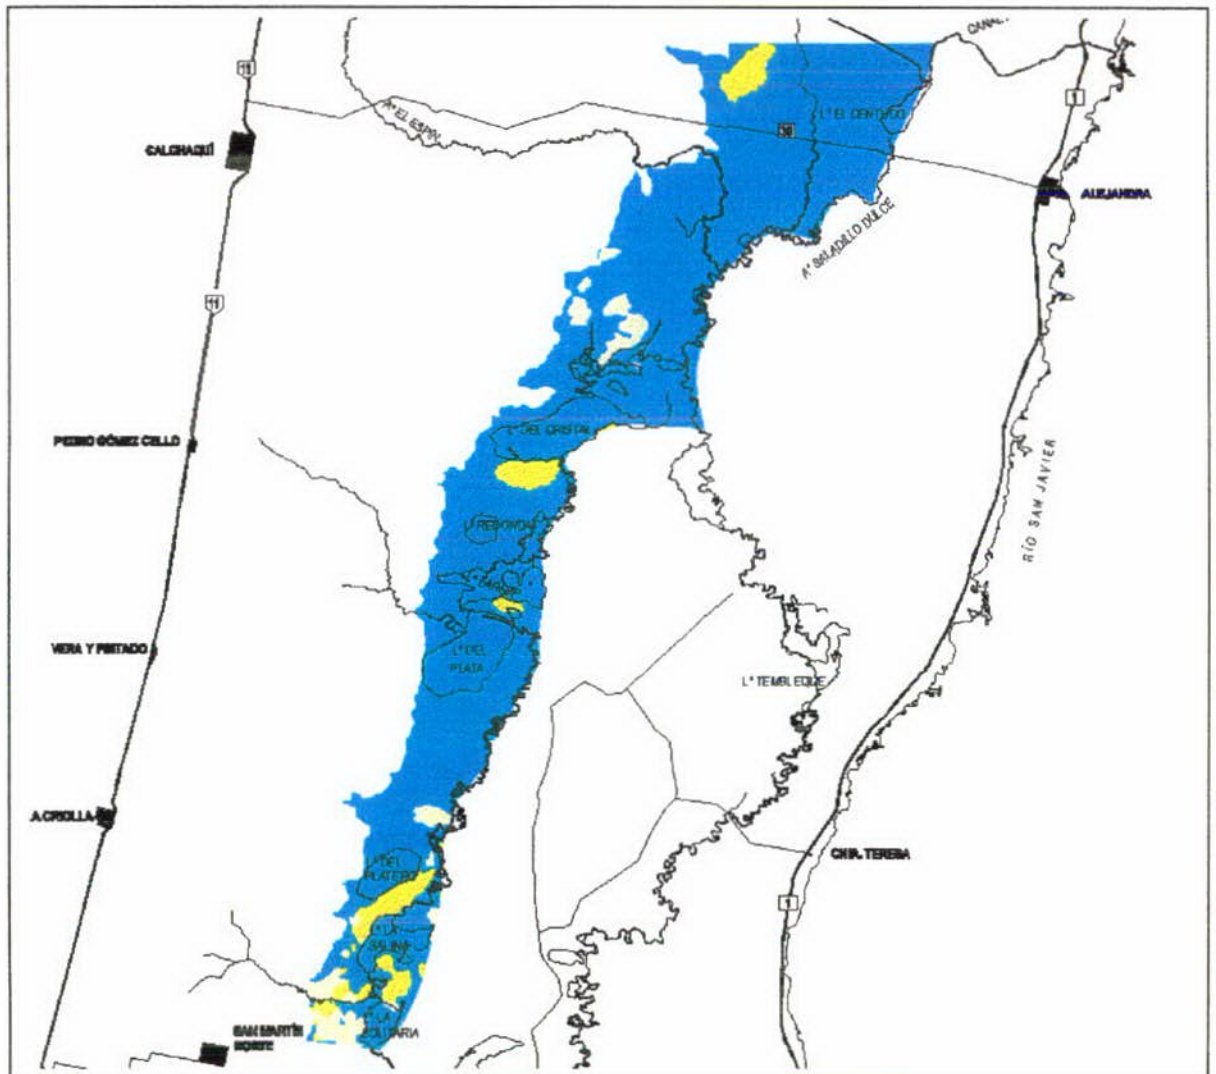 CANAL
11
1
Aº EL ESPIN
Lª EL CENTINO
30
CALCHAQUÍ
ALEJANDRA
Aº SALADILLO DULCE
11
Lª DEL CRISTAL
PEDRO GÓMEZ CELLO
RÍO SAN JAVIER
Lª REDONDA
VERA Y PINTADO
Lª DEL
PLATA
Lª TEMBLEQUE
A CRIOLLA
Lª DEL
PLATERO
CNIA. TERESA
1
Lª LA
SALINA
Lª LA
SOLITARIA
SAN MARTÍN
NORTE